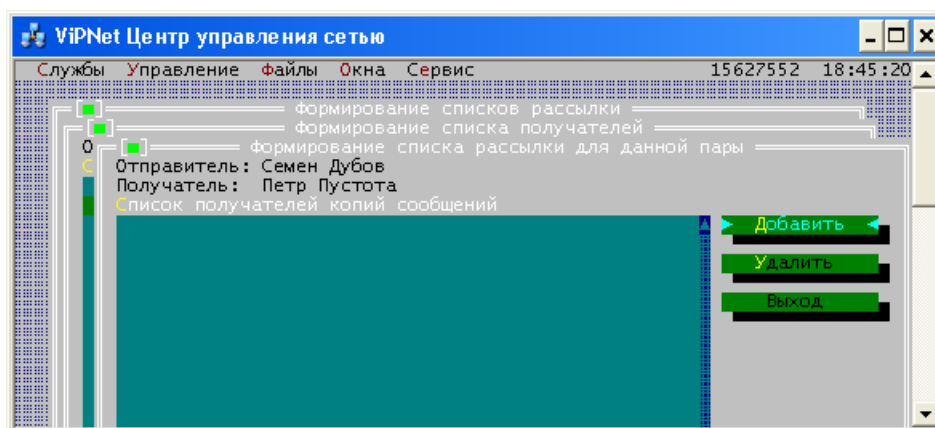 ViPNet Центр управления сетью
Службы Управление Файлы Окна Сервис 15627552 18:45:20
Формирование списков рассылки
Формирование списка получателей
Формирование списка рассылки для данной пары
Отправитель: Семен Дубов
Получатель: Петр Пустота
Список получателей копий сообщений
Добавить
Удалить
Выход